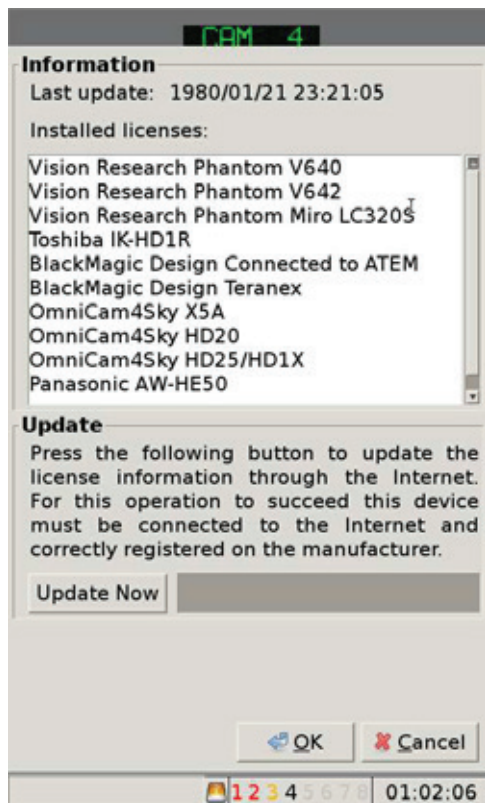 CAM 4
Information
Last update: 1980/01/21 23:21:05
Installed licenses:
Vision Research Phantom V640
Vision Research Phantom V642
Vision Research Phantom Miro LC320S
Toshiba IK-HD1R
BlackMagic Design Connected to ATEM
BlackMagic Design Teranex
OmniCam4Sky X5A
OmniCam4Sky HD20
OmniCam4Sky HD25/HD1X
Panasonic AW-HE50
Update
Press the following button to update the
license information through the Internet.
For this operation to succeed this device
must be connected to the Internet and
correctly registered on the manufacturer.
Update Now
OK Cancel
1 2 3 4 5 6 7 8 01:02:06